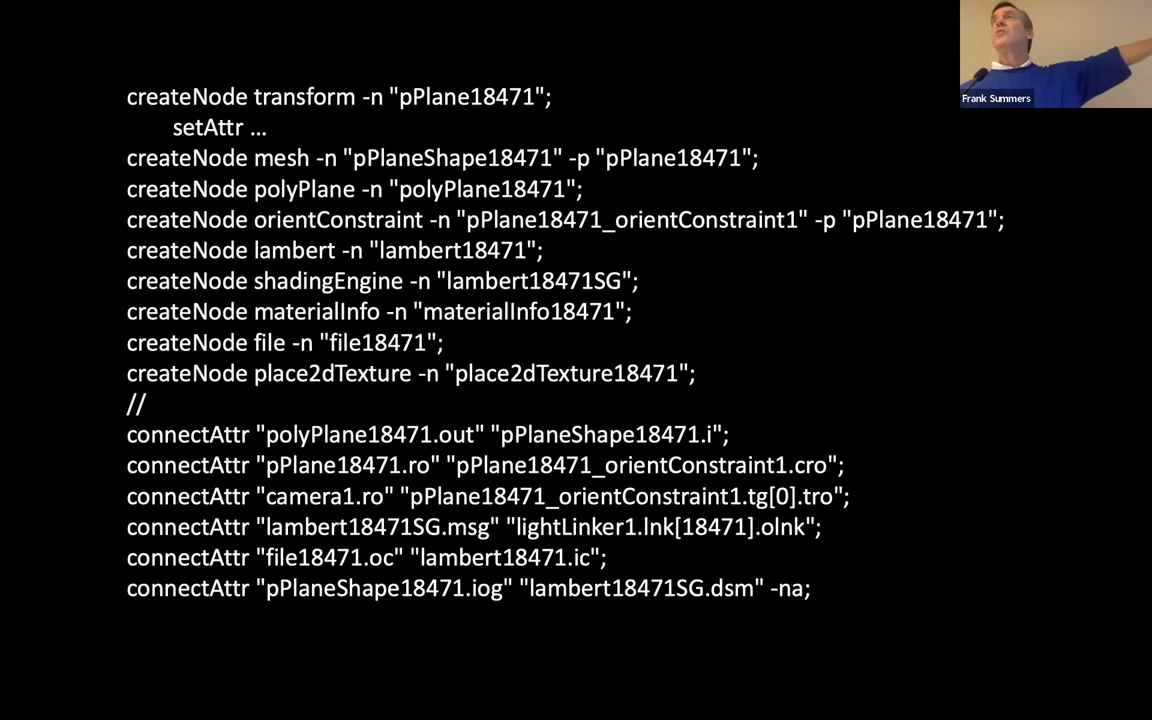 createNode transform -n "pPlane18471";
setAttr ...
createNode mesh -n "pPlaneShape18471" -p "pPlane18471";
createNode polyPlane -n "polyPlane18471";
createNode orientConstraint -n "pPlane18471_orientConstraint1" -p "pPlane18471";
createNode lambert -n "lambert18471";
createNode shadingEngine -n "lambert18471SG";
createNode materialInfo -n "materialInfo18471";
createNode file -n "file18471";
createNode place2dTexture -n "place2dTexture18471";
//
connectAttr "polyPlane18471.out" "pPlaneShape18471.i";
connectAttr "pPlane18471.ro" "pPlane18471_orientConstraint1.cro";
connectAttr "camera1.ro" "pPlane18471_orientConstraint1.tg[0].tro";
connectAttr "lambert18471SG.msg" "lightLinker1.lnk[18471].olnk";
connectAttr "file18471.oc" "lambert18471.ic";
connectAttr "pPlaneShape18471.iog" "lambert18471SG.dsm" -na;
Frank Summers